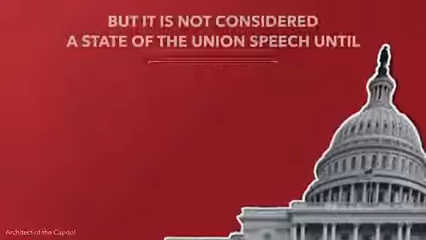 BUT IT IS NOT CONSIDERED
A STATE OF THE UNION SPEECH UNTIL
Architect of the Capitol